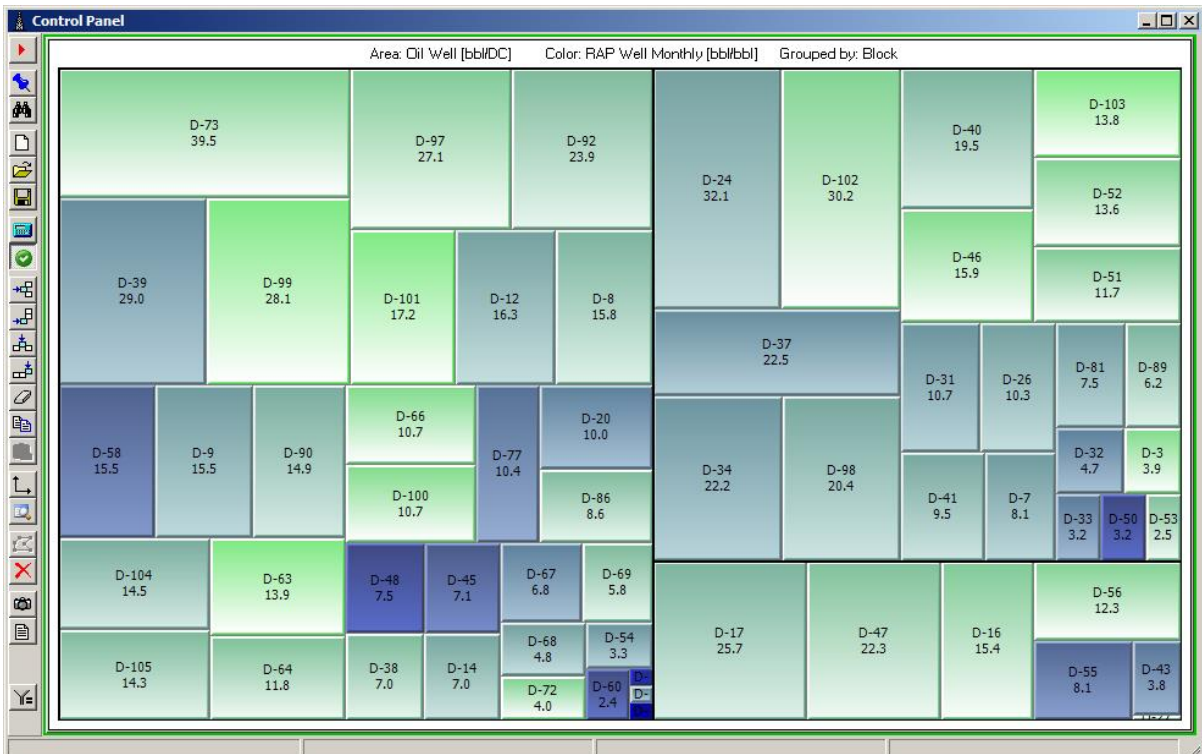 Control Panel
Area: Oil Well [bbl/DC] Color: RAP Well Monthly [bbl/bbl] Grouped by: Block
D-73
39.5
D-97
27.1
D-92
23.9
D-39
29.0
D-99
28.1
D-101
17.2
D-12
16.3
D-8
15.8
D-58
15.5
D-9
15.5
D-90
14.9
D-66
10.7
D-100
10.7
D-77
10.4
D-20
10.0
D-86
8.6
D-104
14.5
D-105
14.3
D-63
13.9
D-64
11.8
D-48
7.5
D-45
7.1
D-38
7.0
D-14
7.0
D-67
6.8
D-69
5.8
D-68
4.8
D-54
3.3
D-72
4.0
D-60
2.4
D-
D-
D-
D-24
32.1
D-102
30.2
D-40
19.5
D-103
13.8
D-52
13.6
D-46
15.9
D-51
11.7
D-37
22.5
D-34
22.2
D-98
20.4
D-31
10.7
D-26
10.3
D-81
7.5
D-89
6.2
D-41
9.5
D-7
8.1
D-32
4.7
D-3
3.9
D-33
3.2
D-50
3.2
D-53
2.5
D-17
25.7
D-47
22.3
D-16
15.4
D-56
12.3
D-55
8.1
D-43
3.8